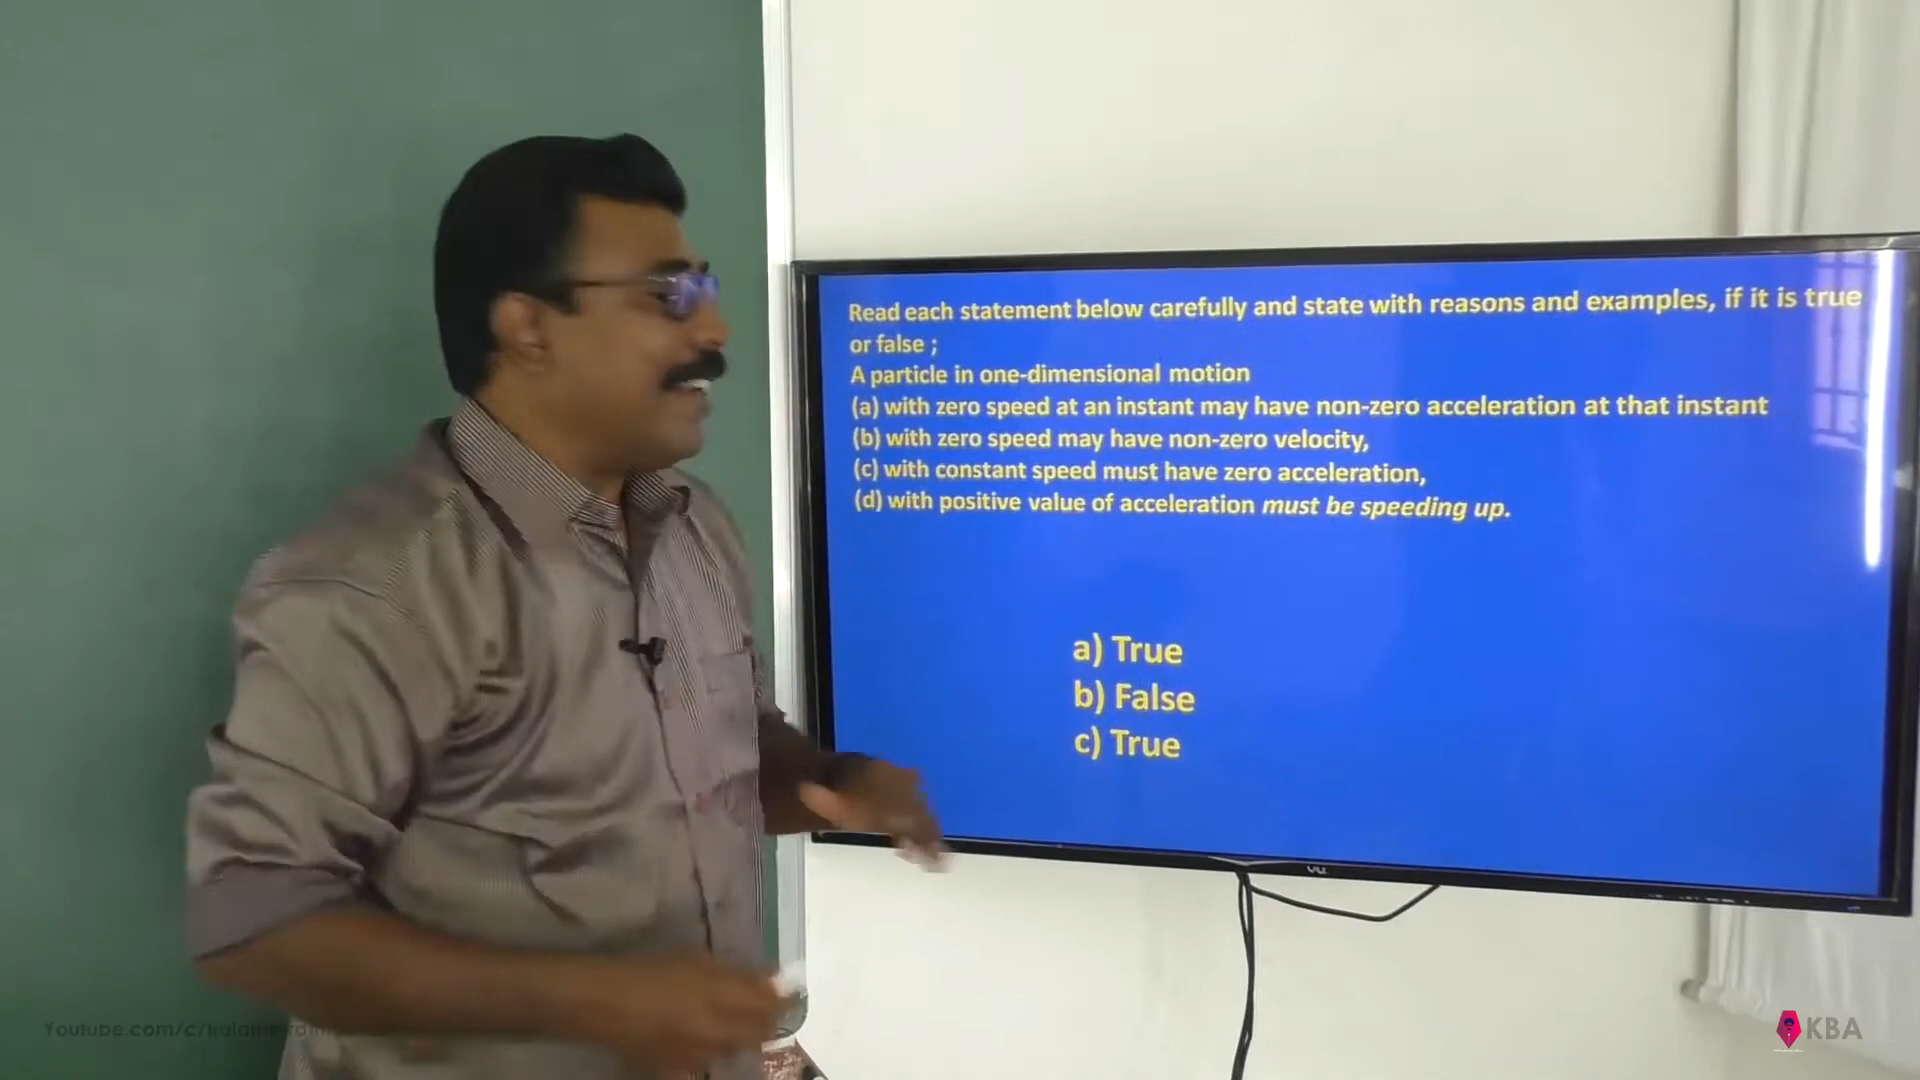 Read each statement below carefully and state with reasons and examples, if it is true
or false ;
A particle in one-dimensional motion
(a) with zero speed at an instant may have non-zero acceleration at that instant
(b) with zero speed may have non-zero velocity,
(c) with constant speed must have zero acceleration,
(d) with positive value of acceleration must be speeding up.
a) True
b) False
c) True
VU
KBA